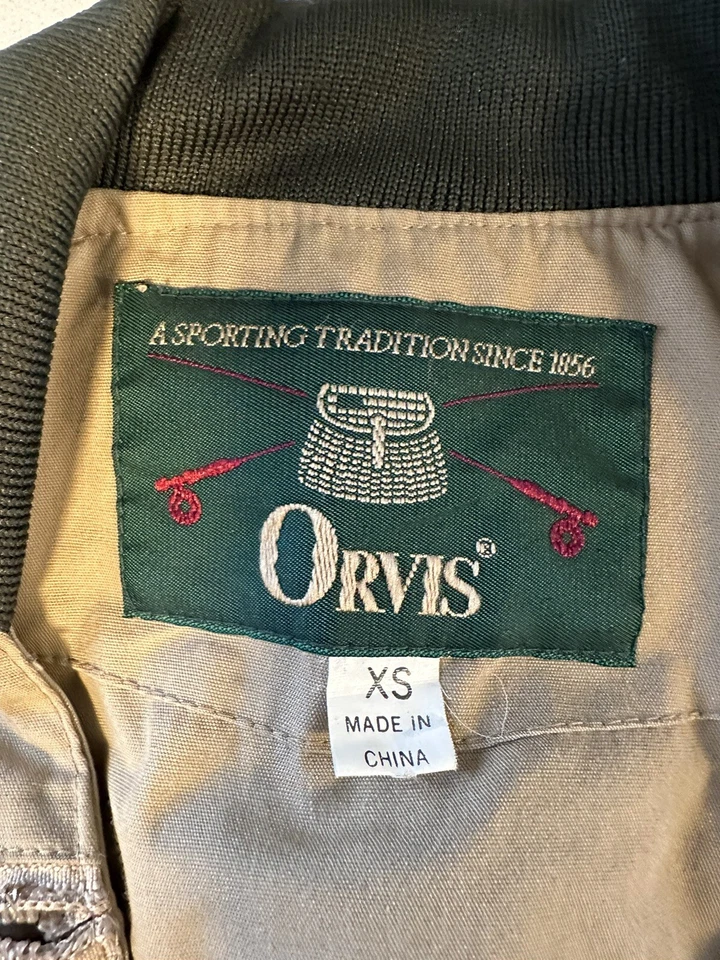 A SPORTING TRADITION SINCE 1856
ORVIS®
XS
MADE IN
CHINA